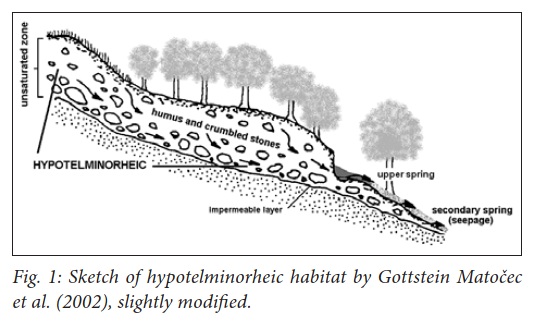 unsaturated zone
humus and crumbled stones
HYPOTELMINORHEIC
upper spring
impermeable layer
secondary spring
(seepage)
Fig. 1: Sketch of hypotelminorheic habitat by Gottstein Matočec
et al. (2002), slightly modified.